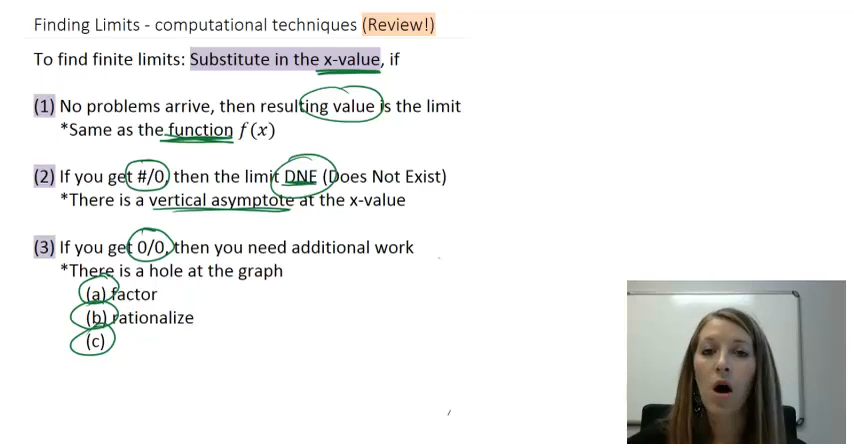 Finding Limits - computational techniques (Review!)
To find finite limits: Substitute in the x-value, if
(1) No problems arrive, then resulting value is the limit
*Same as the function f(x)
(2) If you get #/0, then the limit DNE (Does Not Exist)
*There is a vertical asymptote at the x-value
(3) If you get 0/0, then you need additional work
*There is a hole at the graph
(a) factor
(b) rationalize
(c)